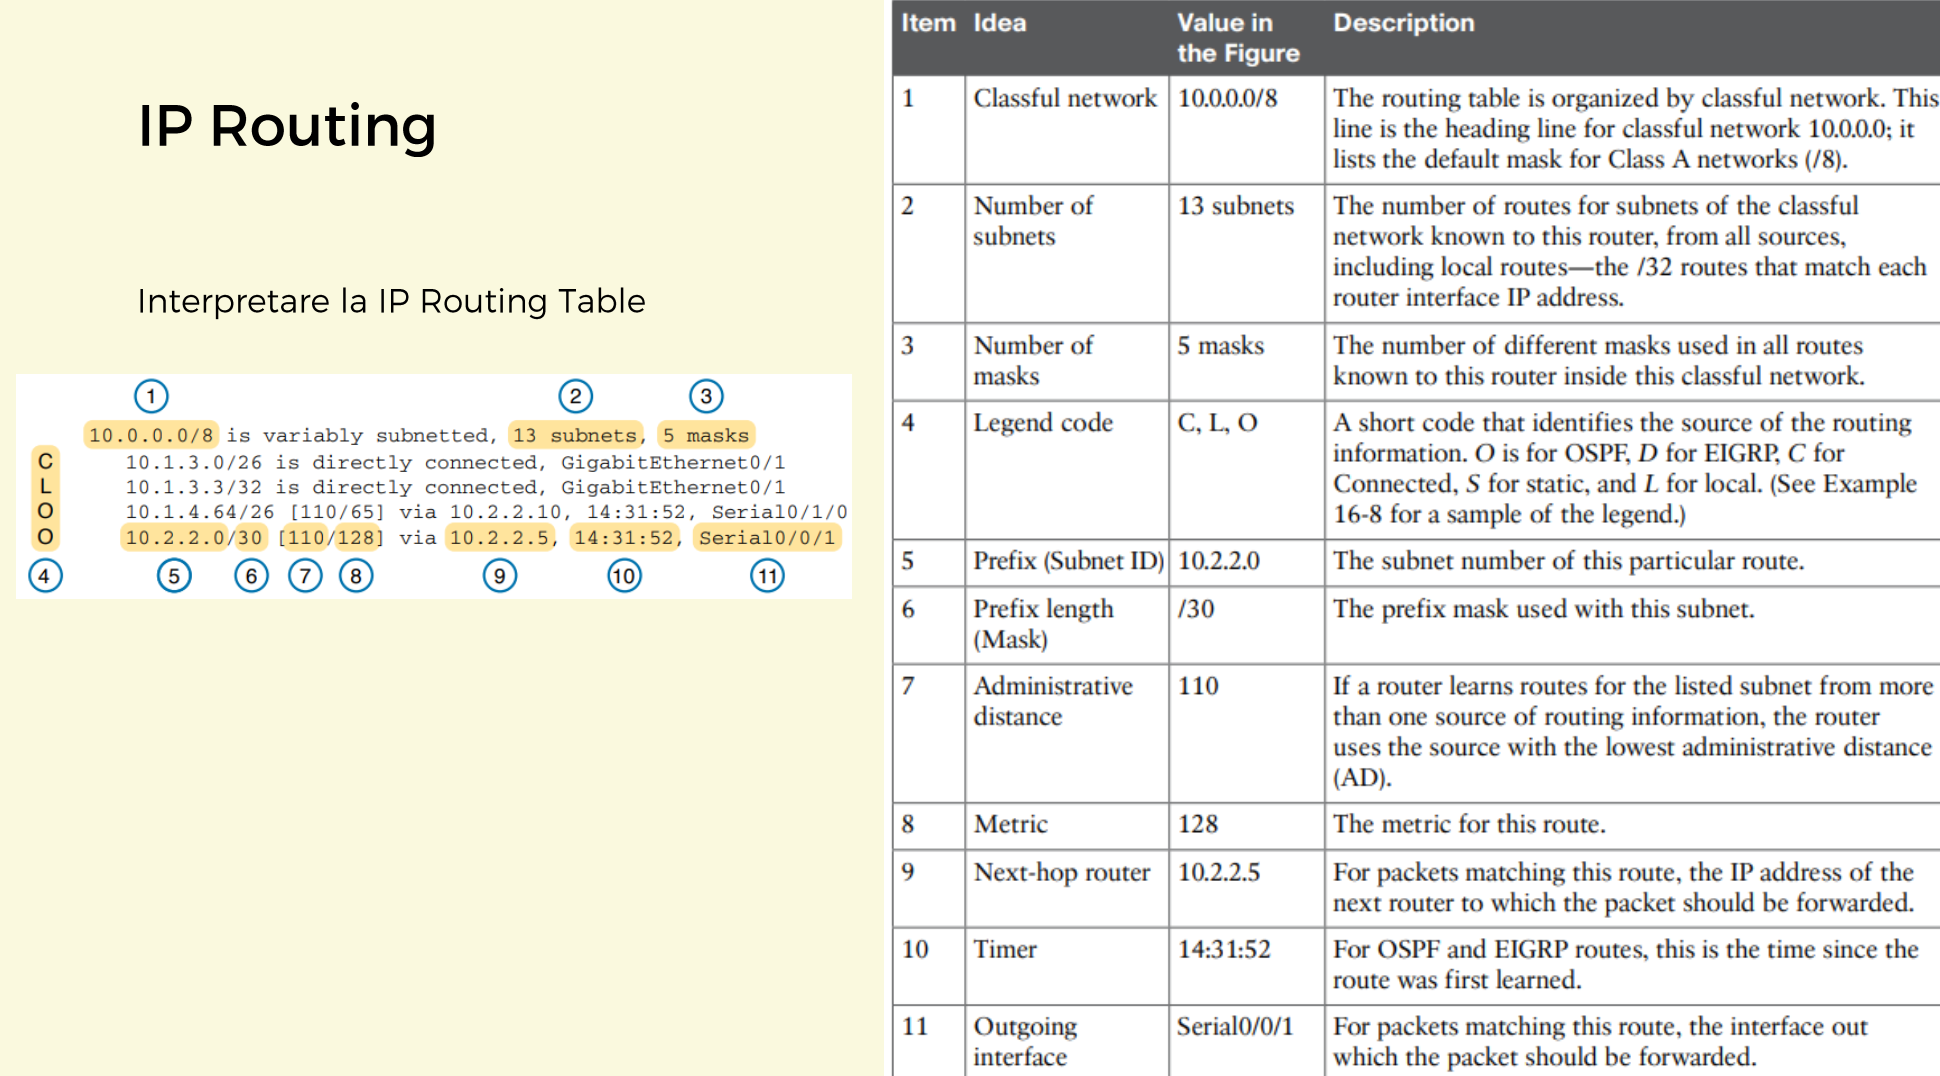 IP Routing
Interpretare la IP Routing Table
1 2 3
10.0.0.0/8 is variably subnetted, 13 subnets, 5 masks
C 10.1.3.0/26 is directly connected, GigabitEthernet0/1
L 10.1.3.3/32 is directly connected, GigabitEthernet0/1
O 10.1.4.64/26 [110/65] via 10.2.2.10, 14:31:52, Serial0/1/0
O 10.2.2.0/30 [110/128] via 10.2.2.5, 14:31:52, Serial0/0/1
4 5 6 7 8 9 10 11
Item Idea Value in Description
the Figure
1 Classful network 10.0.0.0/8 The routing table is organized by classful network. This
line is the heading line for classful network 10.0.0.0; it
lists the default mask for Class A networks (/8).
2 Number of 13 subnets The number of routes for subnets of the classful
subnets network known to this router, from all sources,
including local routes—the /32 routes that match each
router interface IP address.
3 Number of 5 masks The number of different masks used in all routes
masks known to this router inside this classful network.
4 Legend code C, L, O A short code that identifies the source of the routing
information. O is for OSPF, D for EIGRP, C for
Connected, S for static, and L for local. (See Example
16-8 for a sample of the legend.)
5 Prefix (Subnet ID) 10.2.2.0 The subnet number of this particular route.
6 Prefix length /30 The prefix mask used with this subnet.
(Mask)
7 Administrative 110 If a router learns routes for the listed subnet from more
distance than one source of routing information, the router
uses the source with the lowest administrative distance
(AD).
8 Metric 128 The metric for this route.
9 Next-hop router 10.2.2.5 For packets matching this route, the IP address of the
next router to which the packet should be forwarded.
10 Timer 14:31:52 For OSPF and EIGRP routes, this is the time since the
route was first learned.
11 Outgoing Serial0/0/1 For packets matching this route, the interface out
interface which the packet should be forwarded.